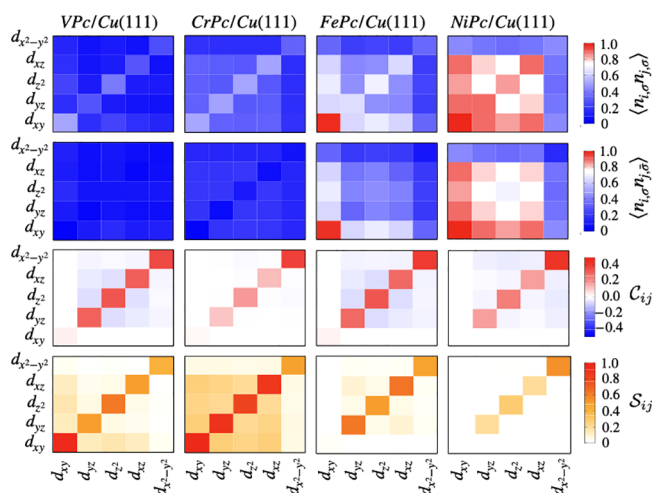 VPc/Cu(111) CrPc/Cu(111) FePc/Cu(111) NiPc/Cu(111)
d_{x²−y²}
d_{xz}
d_{z²}
d_{yz}
d_{xy}
1.0
0.8
0.6
0.4
0.2
0
⟨n_{i,σ} n_{j,σ}⟩
d_{x²−y²}
d_{xz}
d_{z²}
d_{yz}
d_{xy}
1.0
0.8
0.6
0.4
0.2
0
⟨n_{i,σ} n_{j,σ̄}⟩
d_{x²−y²}
d_{xz}
d_{z²}
d_{yz}
d_{xy}
0.4
0.2
0.0
−0.2
−0.4
C_{ij}
d_{x²−y²}
d_{xz}
d_{z²}
d_{yz}
d_{xy}
1.0
0.8
0.6
0.4
0.2
0
S_{ij}
d_{xy} d_{yz} d_{z²} d_{xz} d_{x²−y²} d_{xy} d_{yz} d_{z²} d_{xz} d_{x²−y²} d_{xy} d_{yz} d_{z²} d_{xz} d_{x²−y²} d_{xy} d_{yz} d_{z²} d_{xz} d_{x²−y²}